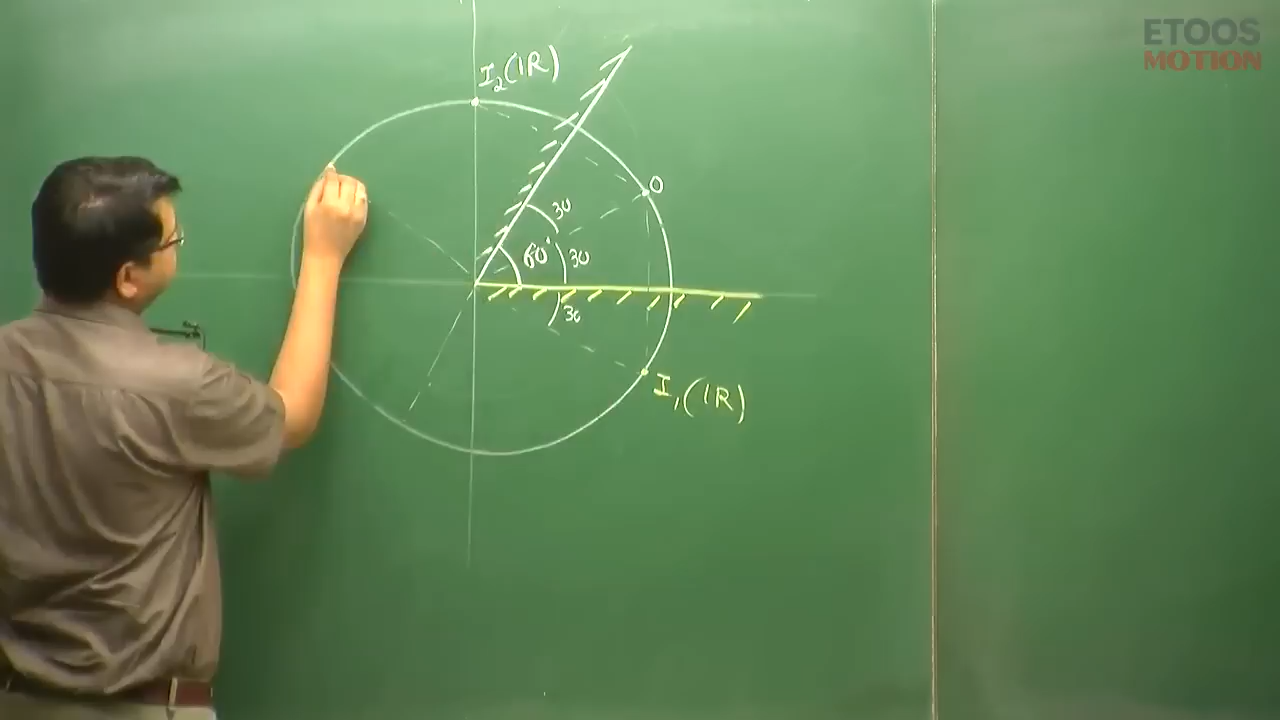 ETOOS
MOTION
I₂(1R)
O
30
60°
30
30
I₁(1R)